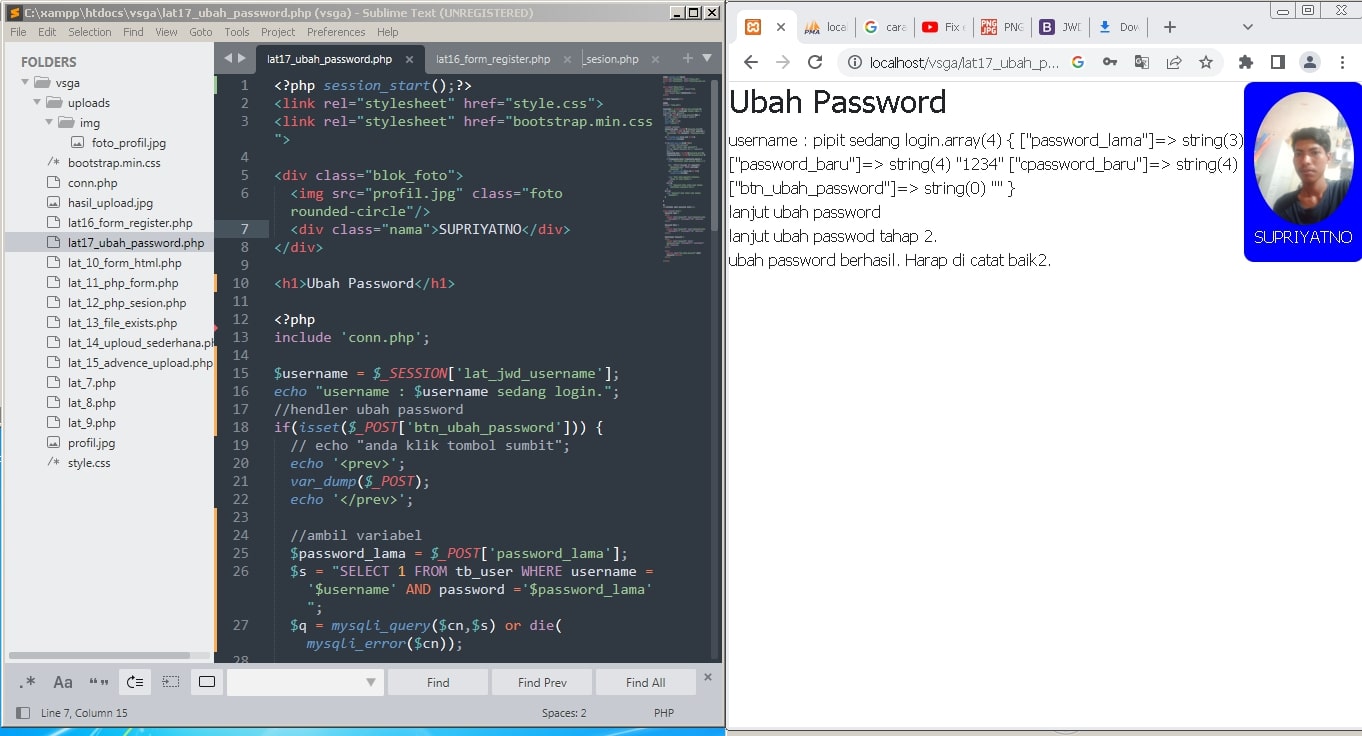 C:\xampp\htdocs\vsga\lat17_ubah_password.php (vsga) - Sublime Text (UNREGISTERED)
File Edit Selection Find View Goto Tools Project Preferences Help
FOLDERS
vsga
uploads
img
foto_profil.jpg
bootstrap.min.css
conn.php
hasil_upload.jpg
lat16_form_register.php
lat17_ubah_password.php
lat_10_form_html.php
lat_11_php_form.php
lat_12_php_sesion.php
lat_13_file_exists.php
lat_14_uploud_sederhana.ph
lat_15_advence_upload.php
lat_7.php
lat_8.php
lat_9.php
profil.jpg
style.css
lat17_ubah_password.php lat16_form_register.php _sesion.php
1 <?php session_start();?>
2 <link rel="stylesheet" href="style.css">
3 <link rel="stylesheet" href="bootstrap.min.css
">
4
5 <div class="blok_foto">
6 <img src="profil.jpg" class="foto
rounded-circle"/>
7 <div class="nama">SUPRIYATNO</div>
8 </div>
9
10 <h1>Ubah Password</h1>
11
12 <?php
13 include 'conn.php';
14
15 $username = $_SESSION['lat_jwd_username'];
16 echo "username : $username sedang login.";
17 //hendler ubah password
18 if(isset($_POST['btn_ubah_password'])) {
19 // echo "anda klik tombol sumbit";
20 echo '<prev>';
21 var_dump($_POST);
22 echo '</prev>';
23
24 //ambil variabel
25 $password_lama = $_POST['password_lama'];
26 $s = "SELECT 1 FROM tb_user WHERE username =
'$username' AND password ='$password_lama'
";
27 $q = mysqli_query($cn,$s) or die(
mysqli_error($cn));
28
.* Aa “” Find Find Prev Find All
Line 7, Column 15 Spaces: 2 PHP
local cara Fix PNG JWD Dow
localhost/vsga/lat17_ubah_p...
Ubah Password
username : pipit sedang login.array(4) { ["password_lama"]=> string(3)
["password_baru"]=> string(4) "1234" ["cpassword_baru"]=> string(4)
["btn_ubah_password"]=> string(0) "" }
lanjut ubah password
lanjut ubah passwod tahap 2.
ubah password berhasil. Harap di catat baik2.
SUPRIYATNO